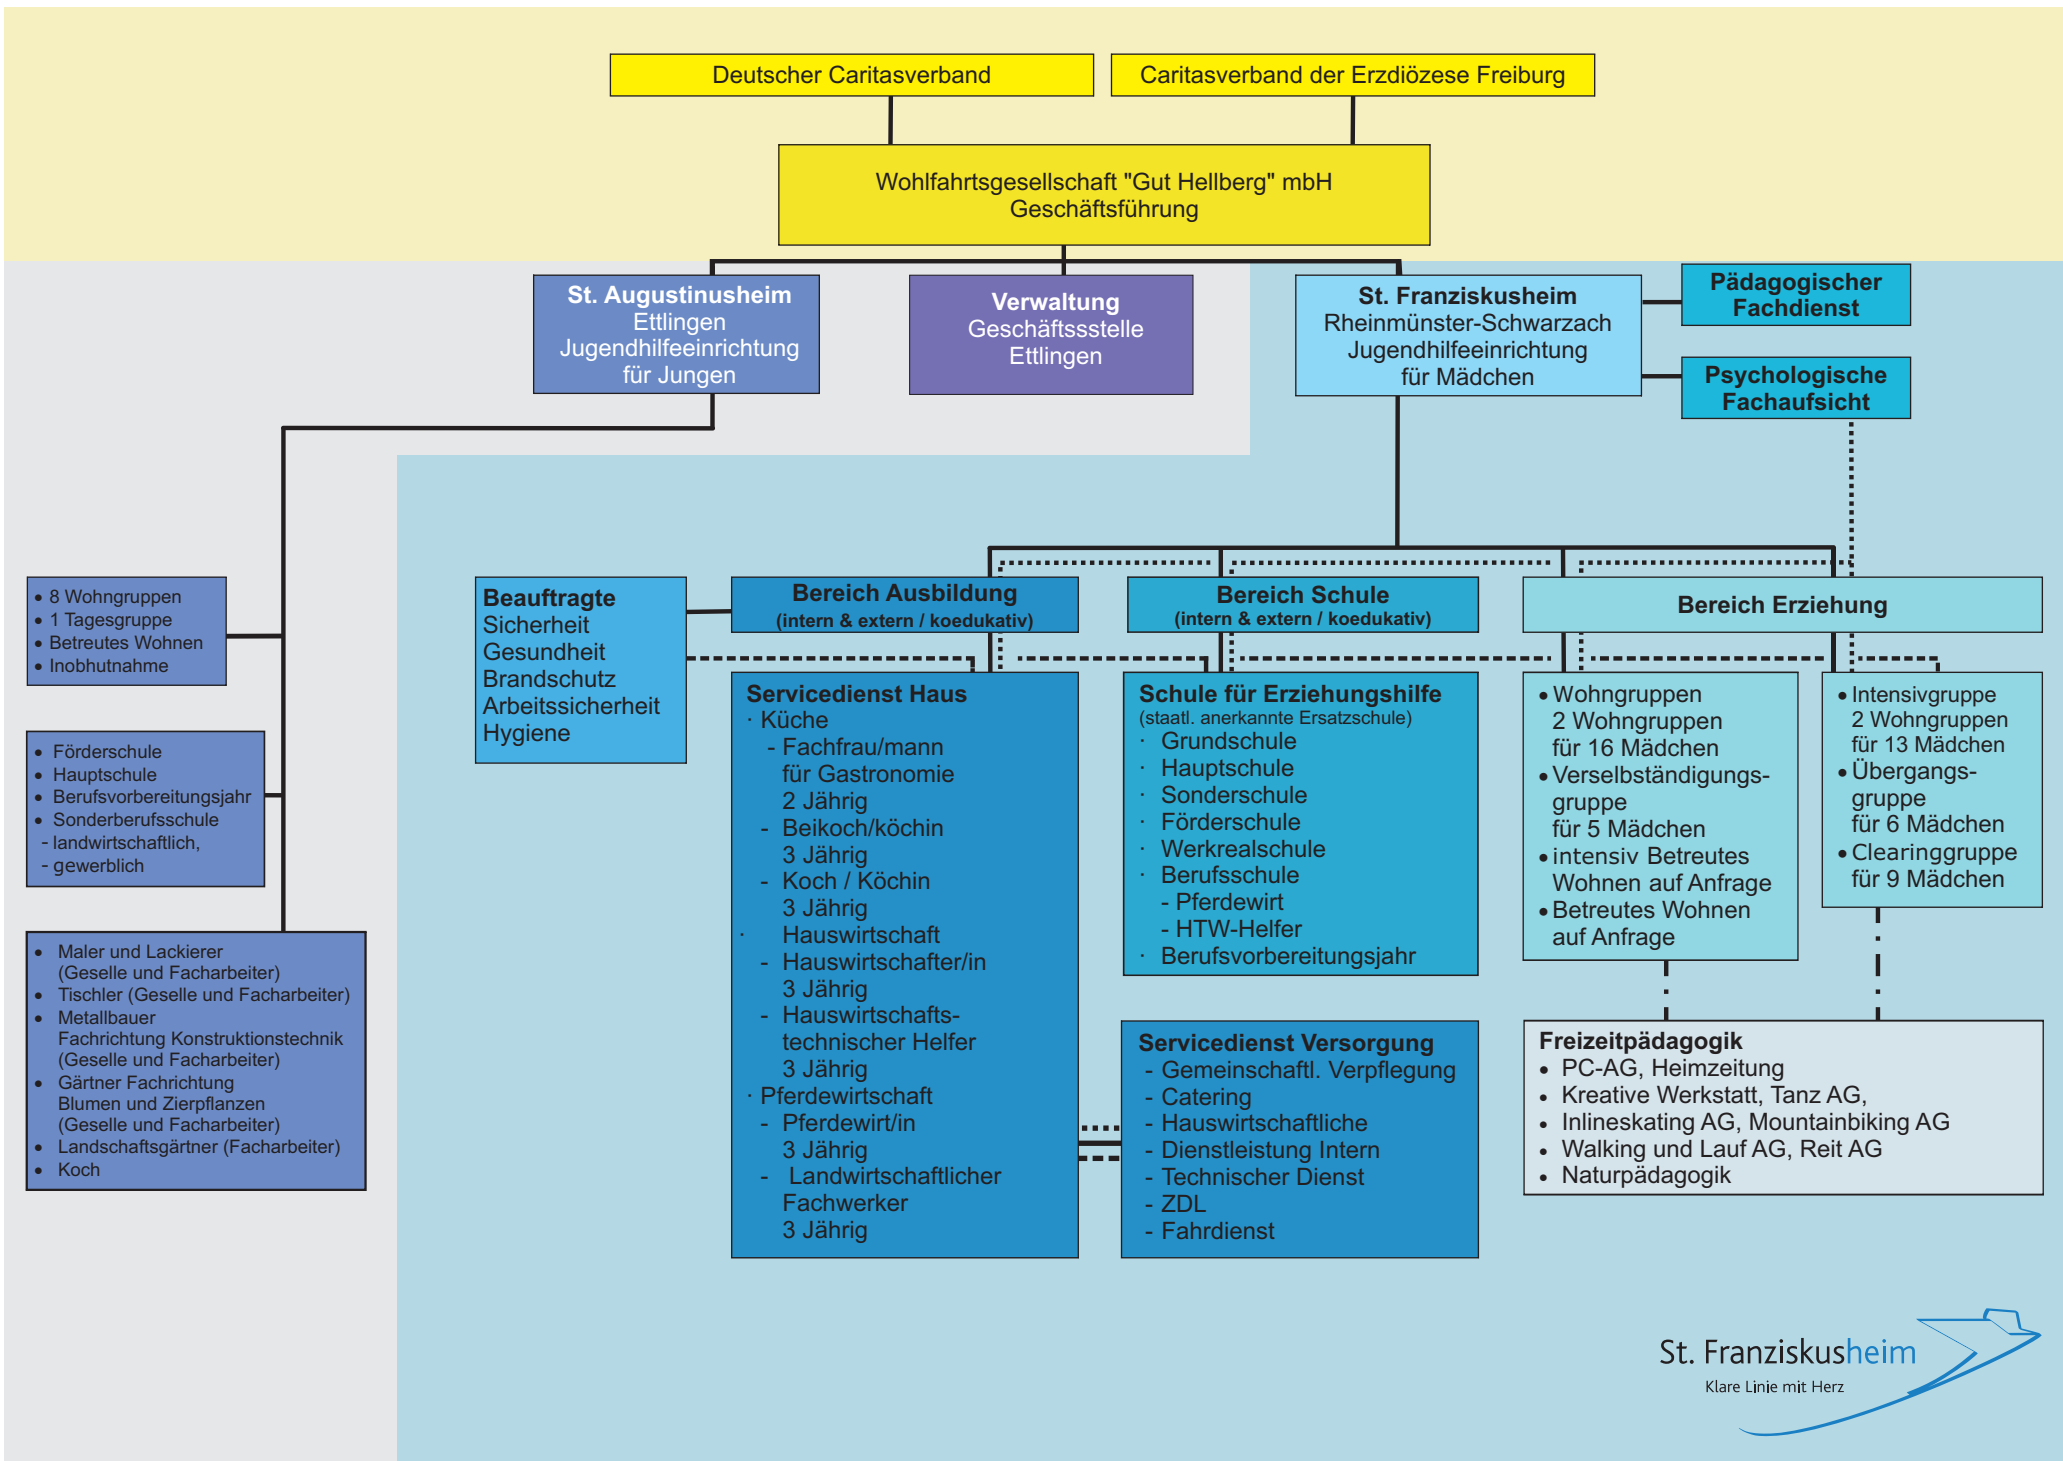 Deutscher Caritasverband
Caritasverband der Erzdiözese Freiburg
Wohlfahrtsgesellschaft "Gut Hellberg" mbH
Geschäftsführung
St. Augustinusheim
Ettlingen
Jugendhilfeeinrichtung
für Jungen
Verwaltung
Geschäftssstelle
Ettlingen
St. Franziskusheim
Rheinmünster-Schwarzach
Jugendhilfeeinrichtung
für Mädchen
Pädagogischer
Fachdienst
Psychologische
Fachaufsicht
• 8 Wohngruppen
• 1 Tagesgruppe
• Betreutes Wohnen
• Inobhutnahme
• Förderschule
• Hauptschule
• Berufsvorbereitungsjahr
• Sonderberufsschule
- landwirtschaftlich,
- gewerblich
• Maler und Lackierer
(Geselle und Facharbeiter)
• Tischler (Geselle und Facharbeiter)
• Metallbauer
Fachrichtung Konstruktionstechnik
(Geselle und Facharbeiter)
• Gärtner Fachrichtung
Blumen und Zierpflanzen
(Geselle und Facharbeiter)
• Landschaftsgärtner (Facharbeiter)
• Koch
Beauftragte
Sicherheit
Gesundheit
Brandschutz
Arbeitssicherheit
Hygiene
Bereich Ausbildung
(intern & extern / koedukativ)
Bereich Schule
(intern & extern / koedukativ)
Bereich Erziehung
Servicedienst Haus
· Küche
- Fachfrau/mann
für Gastronomie
2 Jährig
- Beikoch/köchin
3 Jährig
- Koch / Köchin
3 Jährig
· Hauswirtschaft
- Hauswirtschafter/in
3 Jährig
- Hauswirtschafts-
technischer Helfer
3 Jährig
· Pferdewirtschaft
- Pferdewirt/in
3 Jährig
- Landwirtschaftlicher
Fachwerker
3 Jährig
Schule für Erziehungshilfe
(staatl. anerkannte Ersatzschule)
· Grundschule
· Hauptschule
· Sonderschule
· Förderschule
· Werkrealschule
· Berufsschule
- Pferdewirt
- HTW-Helfer
· Berufsvorbereitungsjahr
Servicedienst Versorgung
- Gemeinschaftl. Verpflegung
- Catering
- Hauswirtschaftliche
- Dienstleistung Intern
- Technischer Dienst
- ZDL
- Fahrdienst
• Wohngruppen
2 Wohngruppen
für 16 Mädchen
• Verselbständigungs-
gruppe
für 5 Mädchen
• intensiv Betreutes
Wohnen auf Anfrage
• Betreutes Wohnen
auf Anfrage
• Intensivgruppe
2 Wohngruppen
für 13 Mädchen
• Übergangs-
gruppe
für 6 Mädchen
• Clearinggruppe
für 9 Mädchen
Freizeitpädagogik
• PC-AG, Heimzeitung
• Kreative Werkstatt, Tanz AG,
• Inlineskating AG, Mountainbiking AG
• Walking und Lauf AG, Reit AG
• Naturpädagogik
St. Franziskusheim
Klare Linie mit Herz